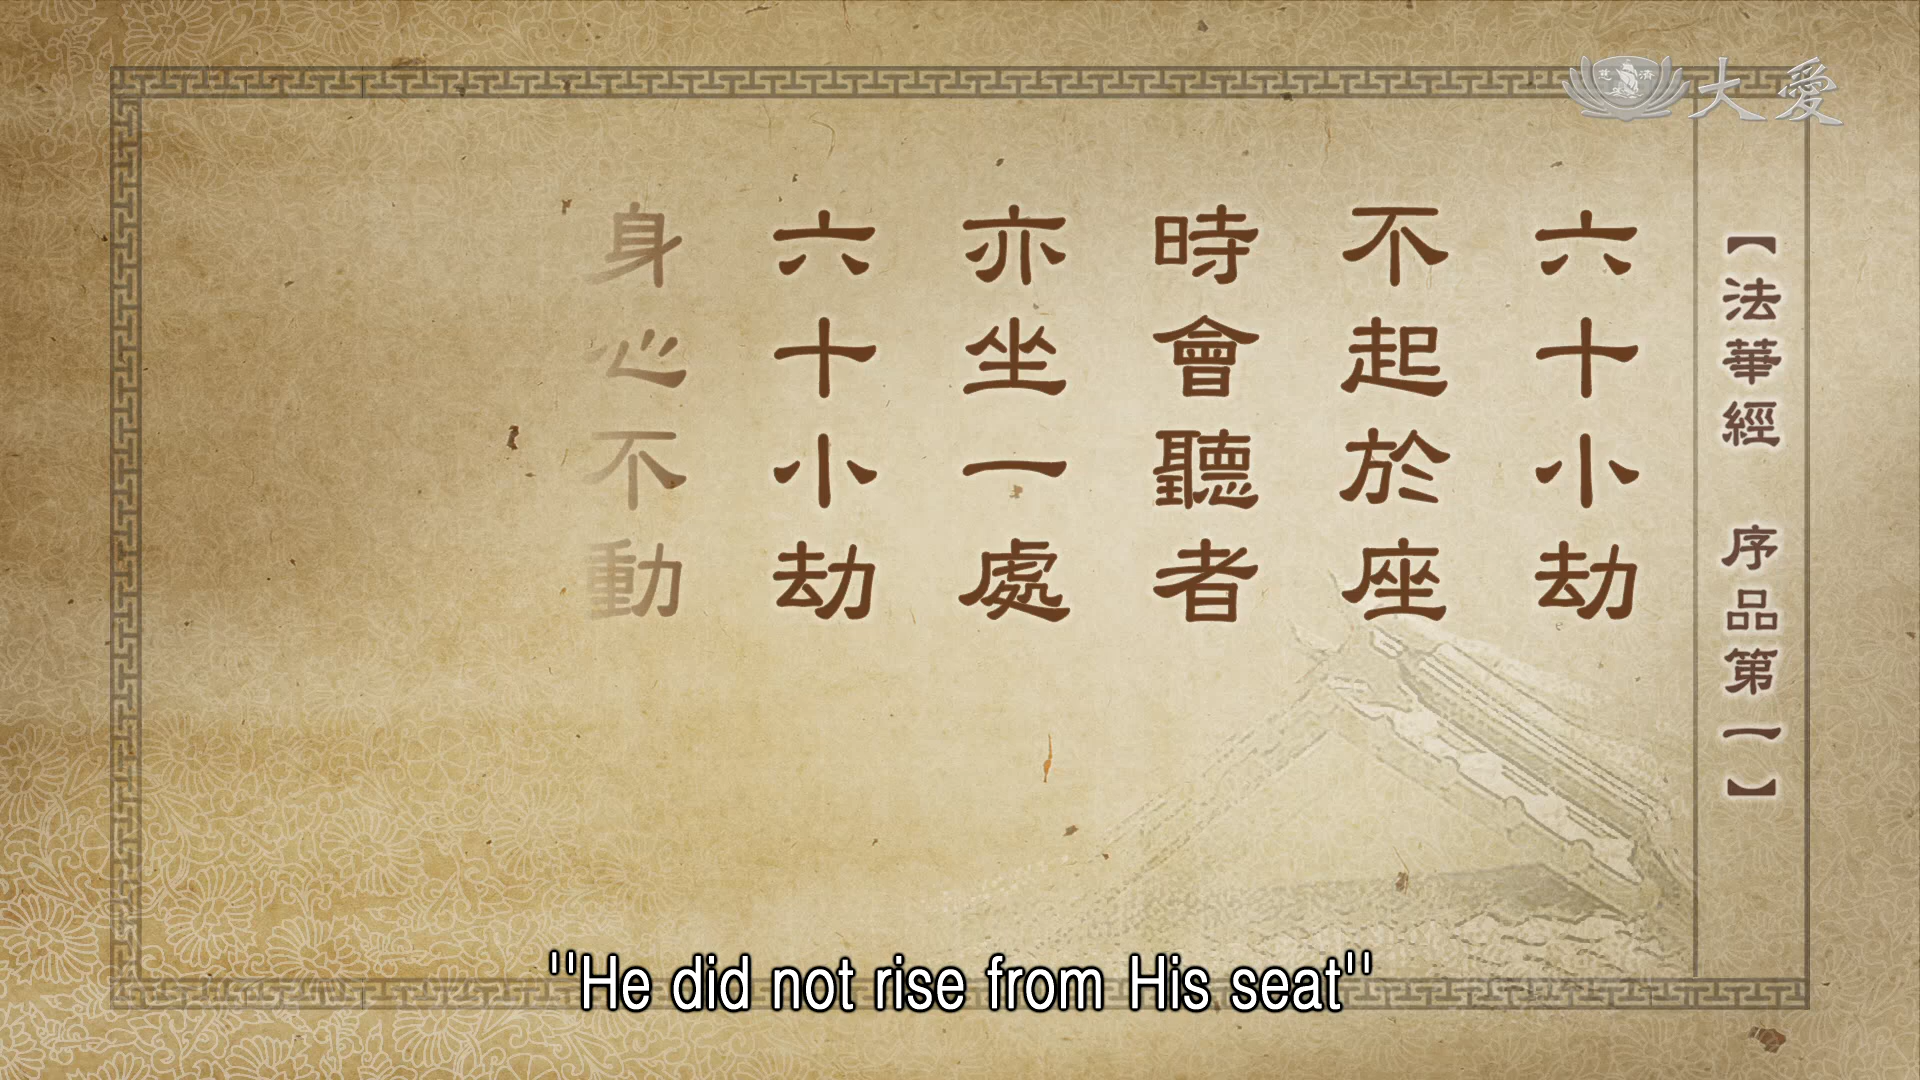 【法華經 序品第一】
六十小劫
不起於座
時會聽者
亦坐一處
六十小劫
身心不動
慈濟
大愛
"He did not rise from His seat"